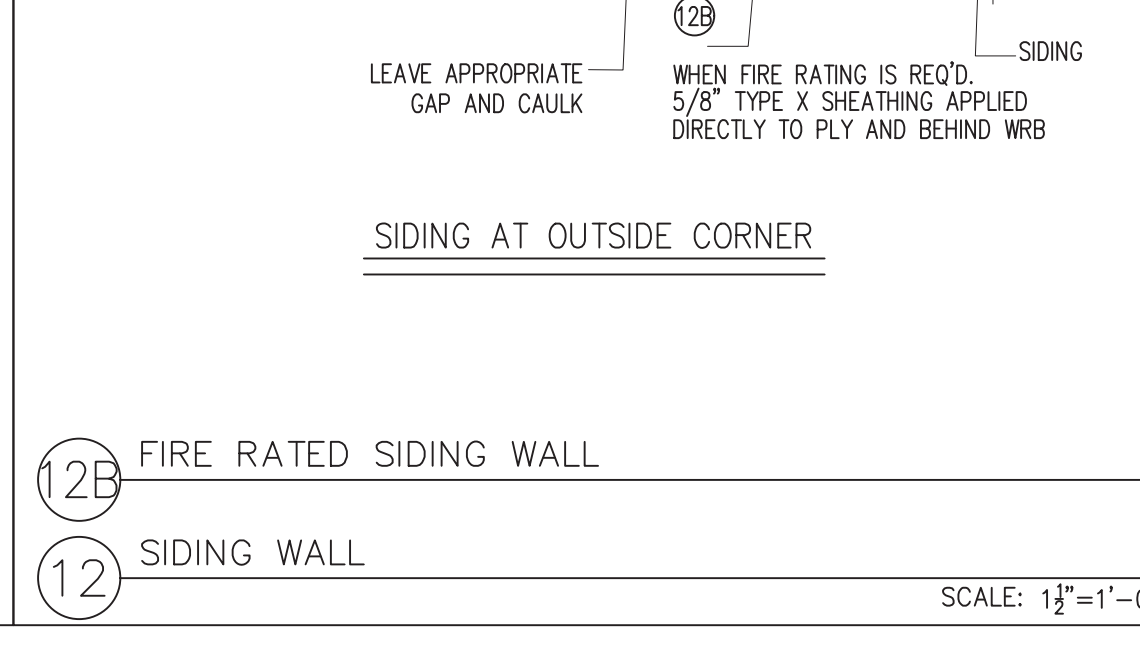 12B
SIDING
LEAVE APPROPRIATE
GAP AND CAULK
WHEN FIRE RATING IS REQ'D.
5/8" TYPE X SHEATHING APPLIED
DIRECTLY TO PLY AND BEHIND WRB
SIDING AT OUTSIDE CORNER
12B FIRE RATED SIDING WALL
12 SIDING WALL
SCALE: 1½"=1'-0